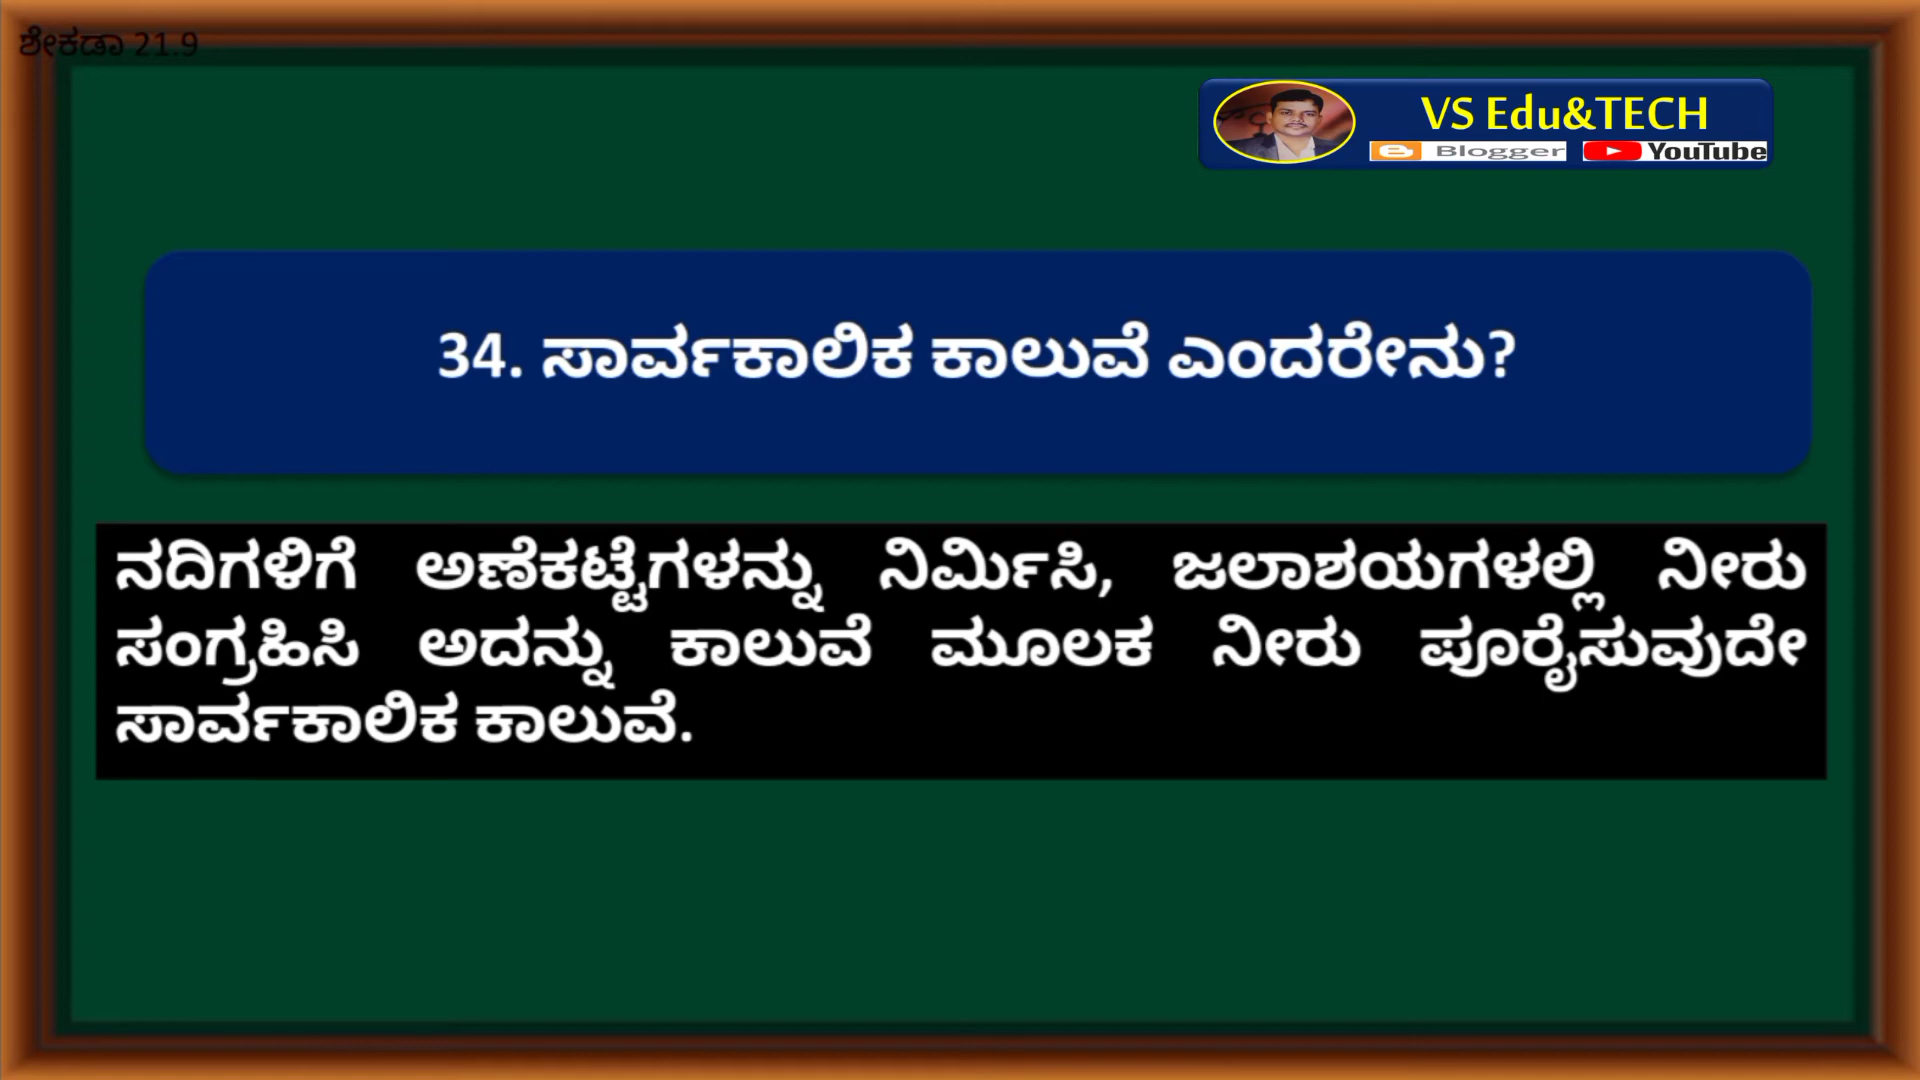 ಶೇಕಡಾ 21.9
VS Edu&TECH
Blogger YouTube
34. ಸಾರ್ವಕಾಲಿಕ ಕಾಲುವೆ ಎಂದರೇನು?
ನದಿಗಳಿಗೆ ಅಣೆಕಟ್ಟೆಗಳನ್ನು ನಿರ್ಮಿಸಿ, ಜಲಾಶಯಗಳಲ್ಲಿ ನೀರು
ಸಂಗ್ರಹಿಸಿ ಅದನ್ನು ಕಾಲುವೆ ಮೂಲಕ ನೀರು ಪೂರೈಸುವುದೇ
ಸಾರ್ವಕಾಲಿಕ ಕಾಲುವೆ.